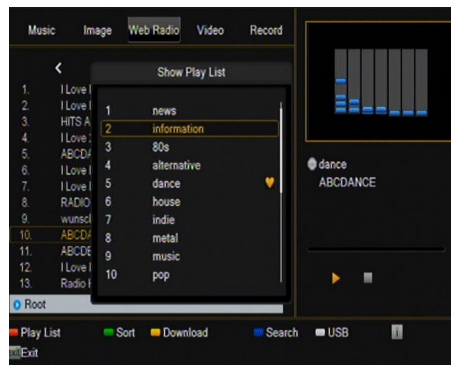 Music Image Web Radio Video Record
Show Play List
1. I Love
2. I Love
3. HITS A
4. I Love
5. ABCDA
6. I Love
7. I Love
8. RADIO
9. wunscl
10. ABCDA
11. ABCDE
12. I Love
13. Radio
1 news
2 information
3 80s
4 alternative
5 dance
6 house
7 indie
8 metal
9 music
10 pop
dance
ABCDANCE
Root
Play List Sort Download Search USB i
Exit